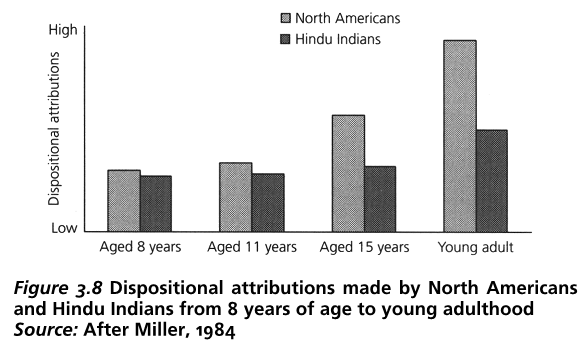 North Americans
Hindu Indians
High
Dispositional attributions
Low
Aged 8 years
Aged 11 years
Aged 15 years
Young adult
Figure 3.8 Dispositional attributions made by North Americans
and Hindu Indians from 8 years of age to young adulthood
Source: After Miller, 1984